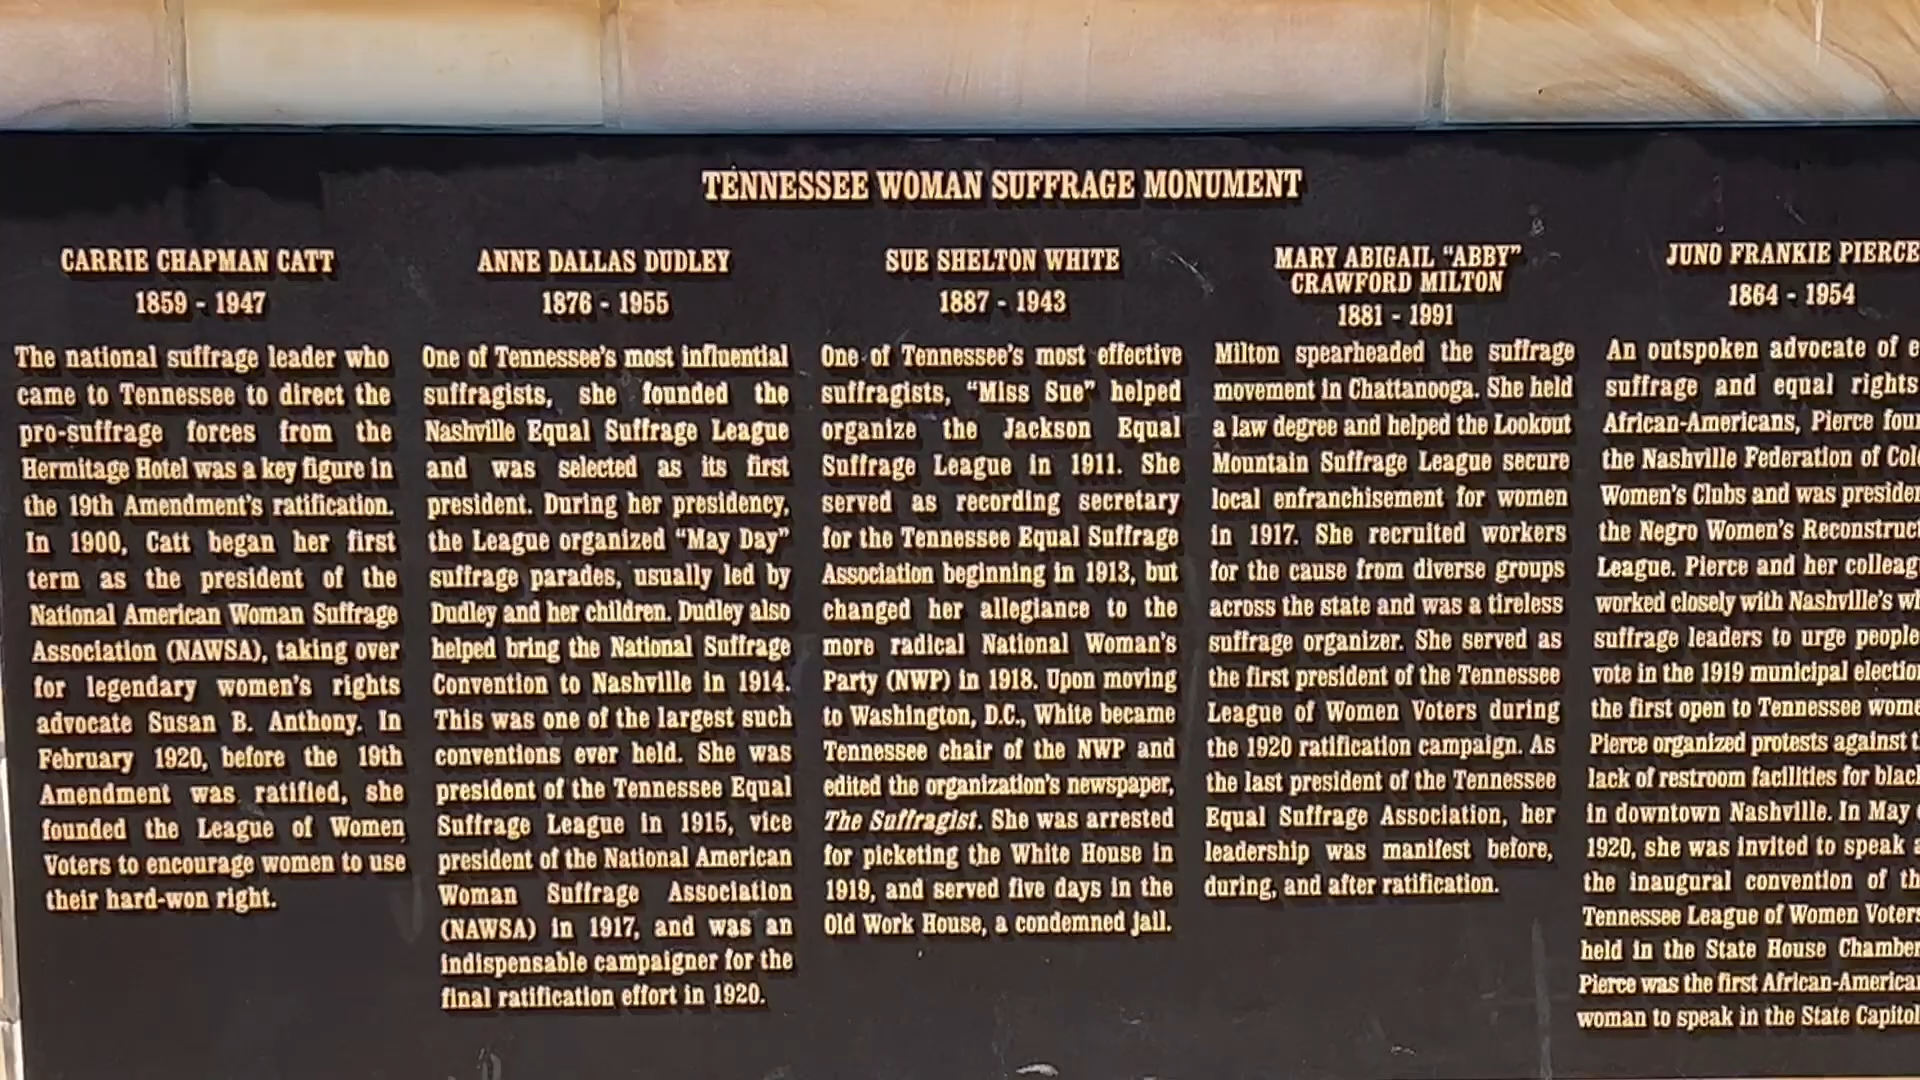 TENNESSEE WOMAN SUFFRAGE MONUMENT
CARRIE CHAPMAN CATT
1859 - 1947
The national suffrage leader who
came to Tennessee to direct the
pro-suffrage forces from the
Hermitage Hotel was a key figure in
the 19th Amendment's ratification.
In 1900, Catt began her first
term as the president of the
National American Woman Suffrage
Association (NAWSA), taking over
for legendary women's rights
advocate Susan B. Anthony. In
February 1920, before the 19th
Amendment was ratified, she
founded the League of Women
Voters to encourage women to use
their hard-won right.
ANNE DALLAS DUDLEY
1876 - 1955
One of Tennessee's most influential
suffragists, she founded the
Nashville Equal Suffrage League
and was selected as its first
president. During her presidency,
the League organized “May Day”
suffrage parades, usually led by
Dudley and her children. Dudley also
helped bring the National Suffrage
Convention to Nashville in 1914.
This was one of the largest such
conventions ever held. She was
president of the Tennessee Equal
Suffrage League in 1915, vice
president of the National American
Woman Suffrage Association
(NAWSA) in 1917, and was an
indispensable campaigner for the
final ratification effort in 1920.
SUE SHELTON WHITE
1887 - 1943
One of Tennessee's most effective
suffragists, “Miss Sue” helped
organize the Jackson Equal
Suffrage League in 1911. She
served as recording secretary
for the Tennessee Equal Suffrage
Association beginning in 1913, but
changed her allegiance to the
more radical National Woman's
Party (NWP) in 1918. Upon moving
to Washington, D.C., White became
Tennessee chair of the NWP and
edited the organization's newspaper,
The Suffragist. She was arrested
for picketing the White House in
1919, and served five days in the
Old Work House, a condemned jail.
MARY ABIGAIL “ABBY”
CRAWFORD MILTON
1881 - 1991
Milton spearheaded the suffrage
movement in Chattanooga. She held
a law degree and helped the Lookout
Mountain Suffrage League secure
local enfranchisement for women
in 1917. She recruited workers
for the cause from diverse groups
across the state and was a tireless
suffrage organizer. She served as
the first president of the Tennessee
League of Women Voters during
the 1920 ratification campaign. As
the last president of the Tennessee
Equal Suffrage Association, her
leadership was manifest before,
during, and after ratification.
JUNO FRANKIE PIERCE
1864 - 1954
An outspoken advocate of
suffrage and equal rights
African-Americans, Pierce
the Nashville Federation of
Women's Clubs and was
the Negro Women's
League. Pierce and her
worked closely with Nashville's
suffrage leaders to urge people
vote in the 1919 municipal
the first open to Tennessee
Pierce organized protests against
lack of restroom facilities for
in downtown Nashville. In May
1920, she was invited to speak
the inaugural convention of
Tennessee League of Women Voters
held in the State House
Pierce was the first
woman to speak in the State Capitol